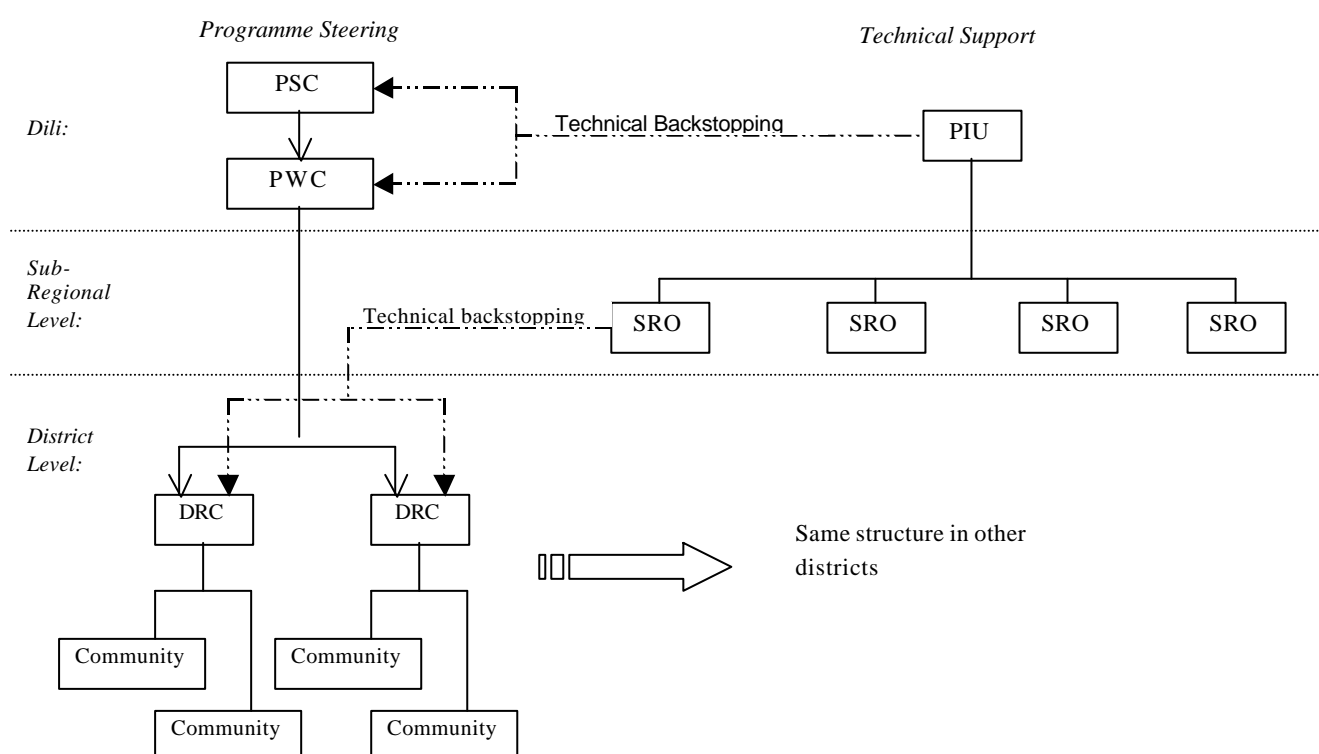 Programme Steering
Technical Support
PSC
Dili:
Technical Backstopping
PIU
PWC
Sub-
Regional
Level:
Technical backstopping
SRO
SRO
SRO
SRO
District
Level:
DRC
DRC
Same structure in other
districts
Community
Community
Community
Community